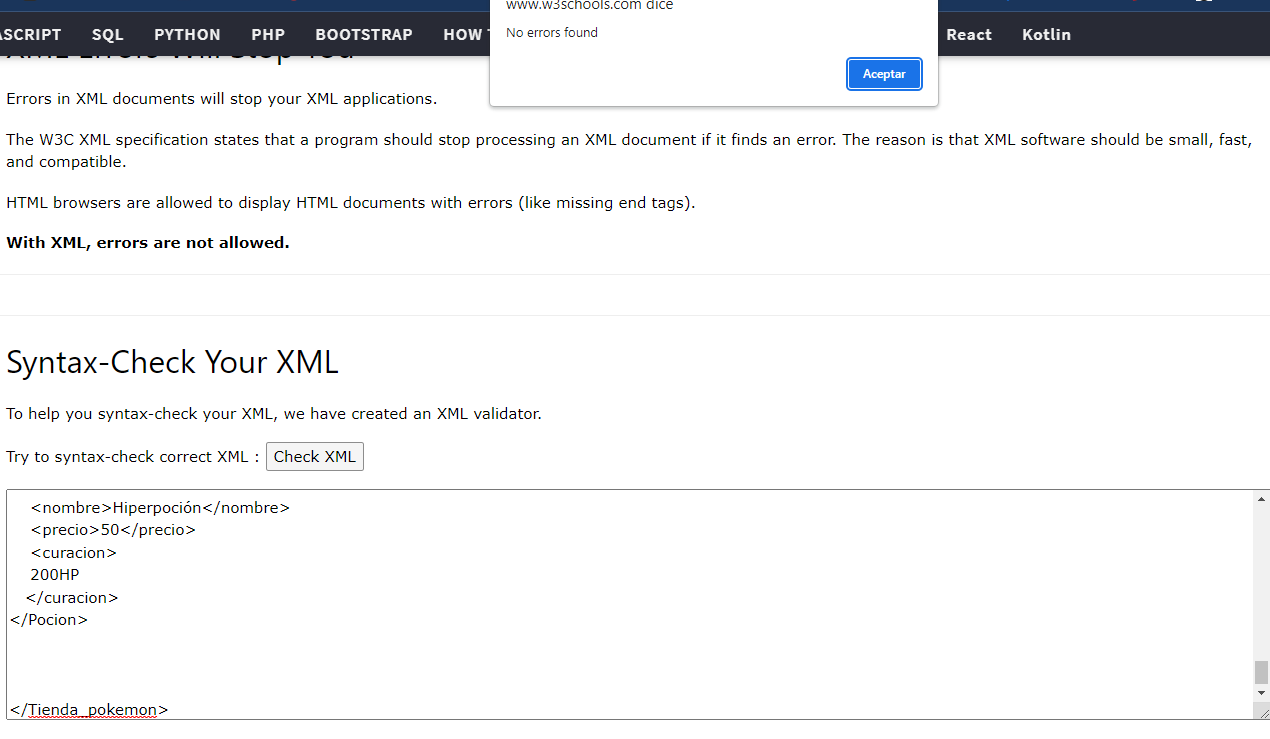 www.w3schools.com dice
No errors found
Aceptar
ASCRIPT SQL PYTHON PHP BOOTSTRAP HOW React Kotlin
XML Errors Will Stop You
Errors in XML documents will stop your XML applications.
The W3C XML specification states that a program should stop processing an XML document if it finds an error. The reason is that XML software should be small, fast,
and compatible.
HTML browsers are allowed to display HTML documents with errors (like missing end tags).
With XML, errors are not allowed.
Syntax-Check Your XML
To help you syntax-check your XML, we have created an XML validator.
Try to syntax-check correct XML : Check XML
<nombre>Hiperpoción</nombre>
<precio>50</precio>
<curacion>
200HP
</curacion>
</Pocion>
</Tienda_pokemon>